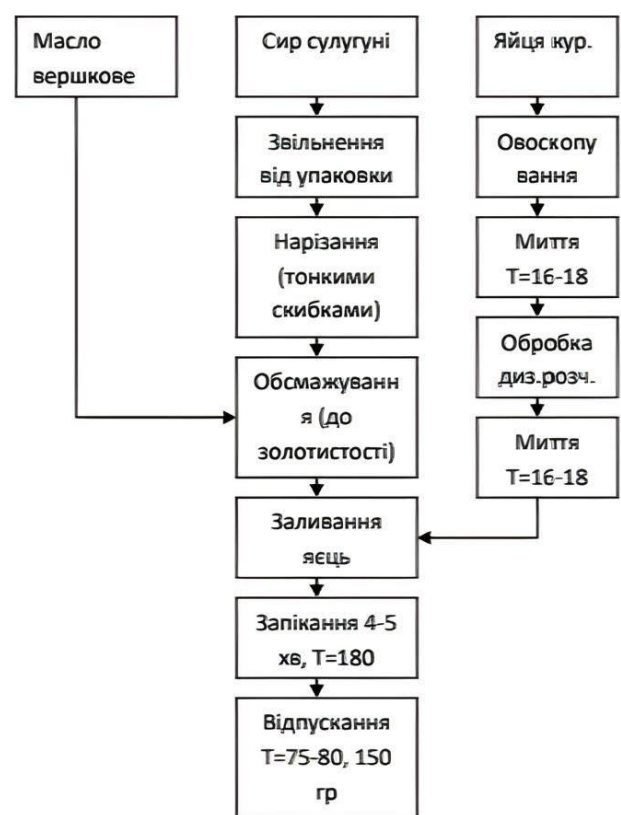 Масло
вершкове
Сир сулугуні
Яйця кур.
Звільнення
від упаковки
Овоскопу
вання
Нарізання
(тонкими
скибками)
Миття
Т=16-18
Обробка
диз.розч.
Обсмажуванн
я (до
золотистості)
Миття
Т=16-18
Заливання
яєць
Запікання 4-5
хв, Т=180
Відпускання
Т=75-80, 150
гр